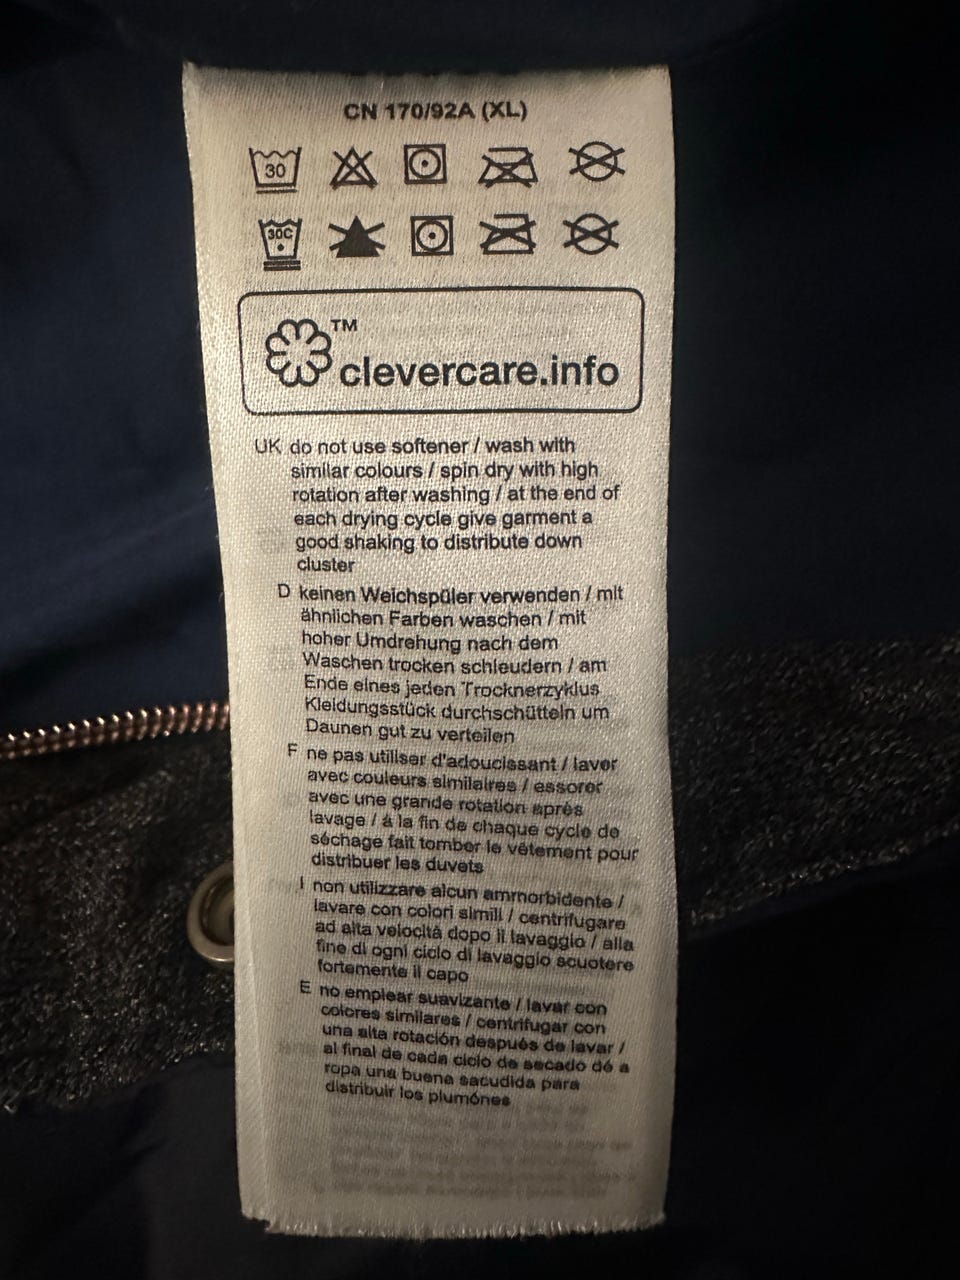 CN 170/92A (XL)
30
30C
TM
clevercare.info
UK do not use softener / wash with
similar colours / spin dry with high
rotation after washing / at the end of
each drying cycle give garment a
good shaking to distribute down
cluster
D keinen Weichspüler verwenden / mit
ähnlichen Farben waschen / mit
hoher Umdrehung nach dem
Waschen trocken schleudern / am
Ende eines jeden Trocknerzyklus
Kleidungsstück durchschütteln um
Daunen gut zu verteilen
F ne pas utiliser d'adoucissant / laver
avec couleurs similaires / essorer
avec une grande rotation après
lavage / à la fin de chaque cycle de
séchage fait tomber le vêtement pour
distribuer les duvets
I non utilizzare alcun ammorbidente /
lavare con colori simili / centrifugare
ad alta velocità dopo il lavaggio / alla
fine di ogni ciclo di lavaggio scuotere
fortemente il capo
E no emplear suavizante / lavar con
colores similares / centrifugar con
una alta rotación después de lavar /
al final de cada ciclo de secado dé a
ropa una buena sacudida para
distribuir los plumónes